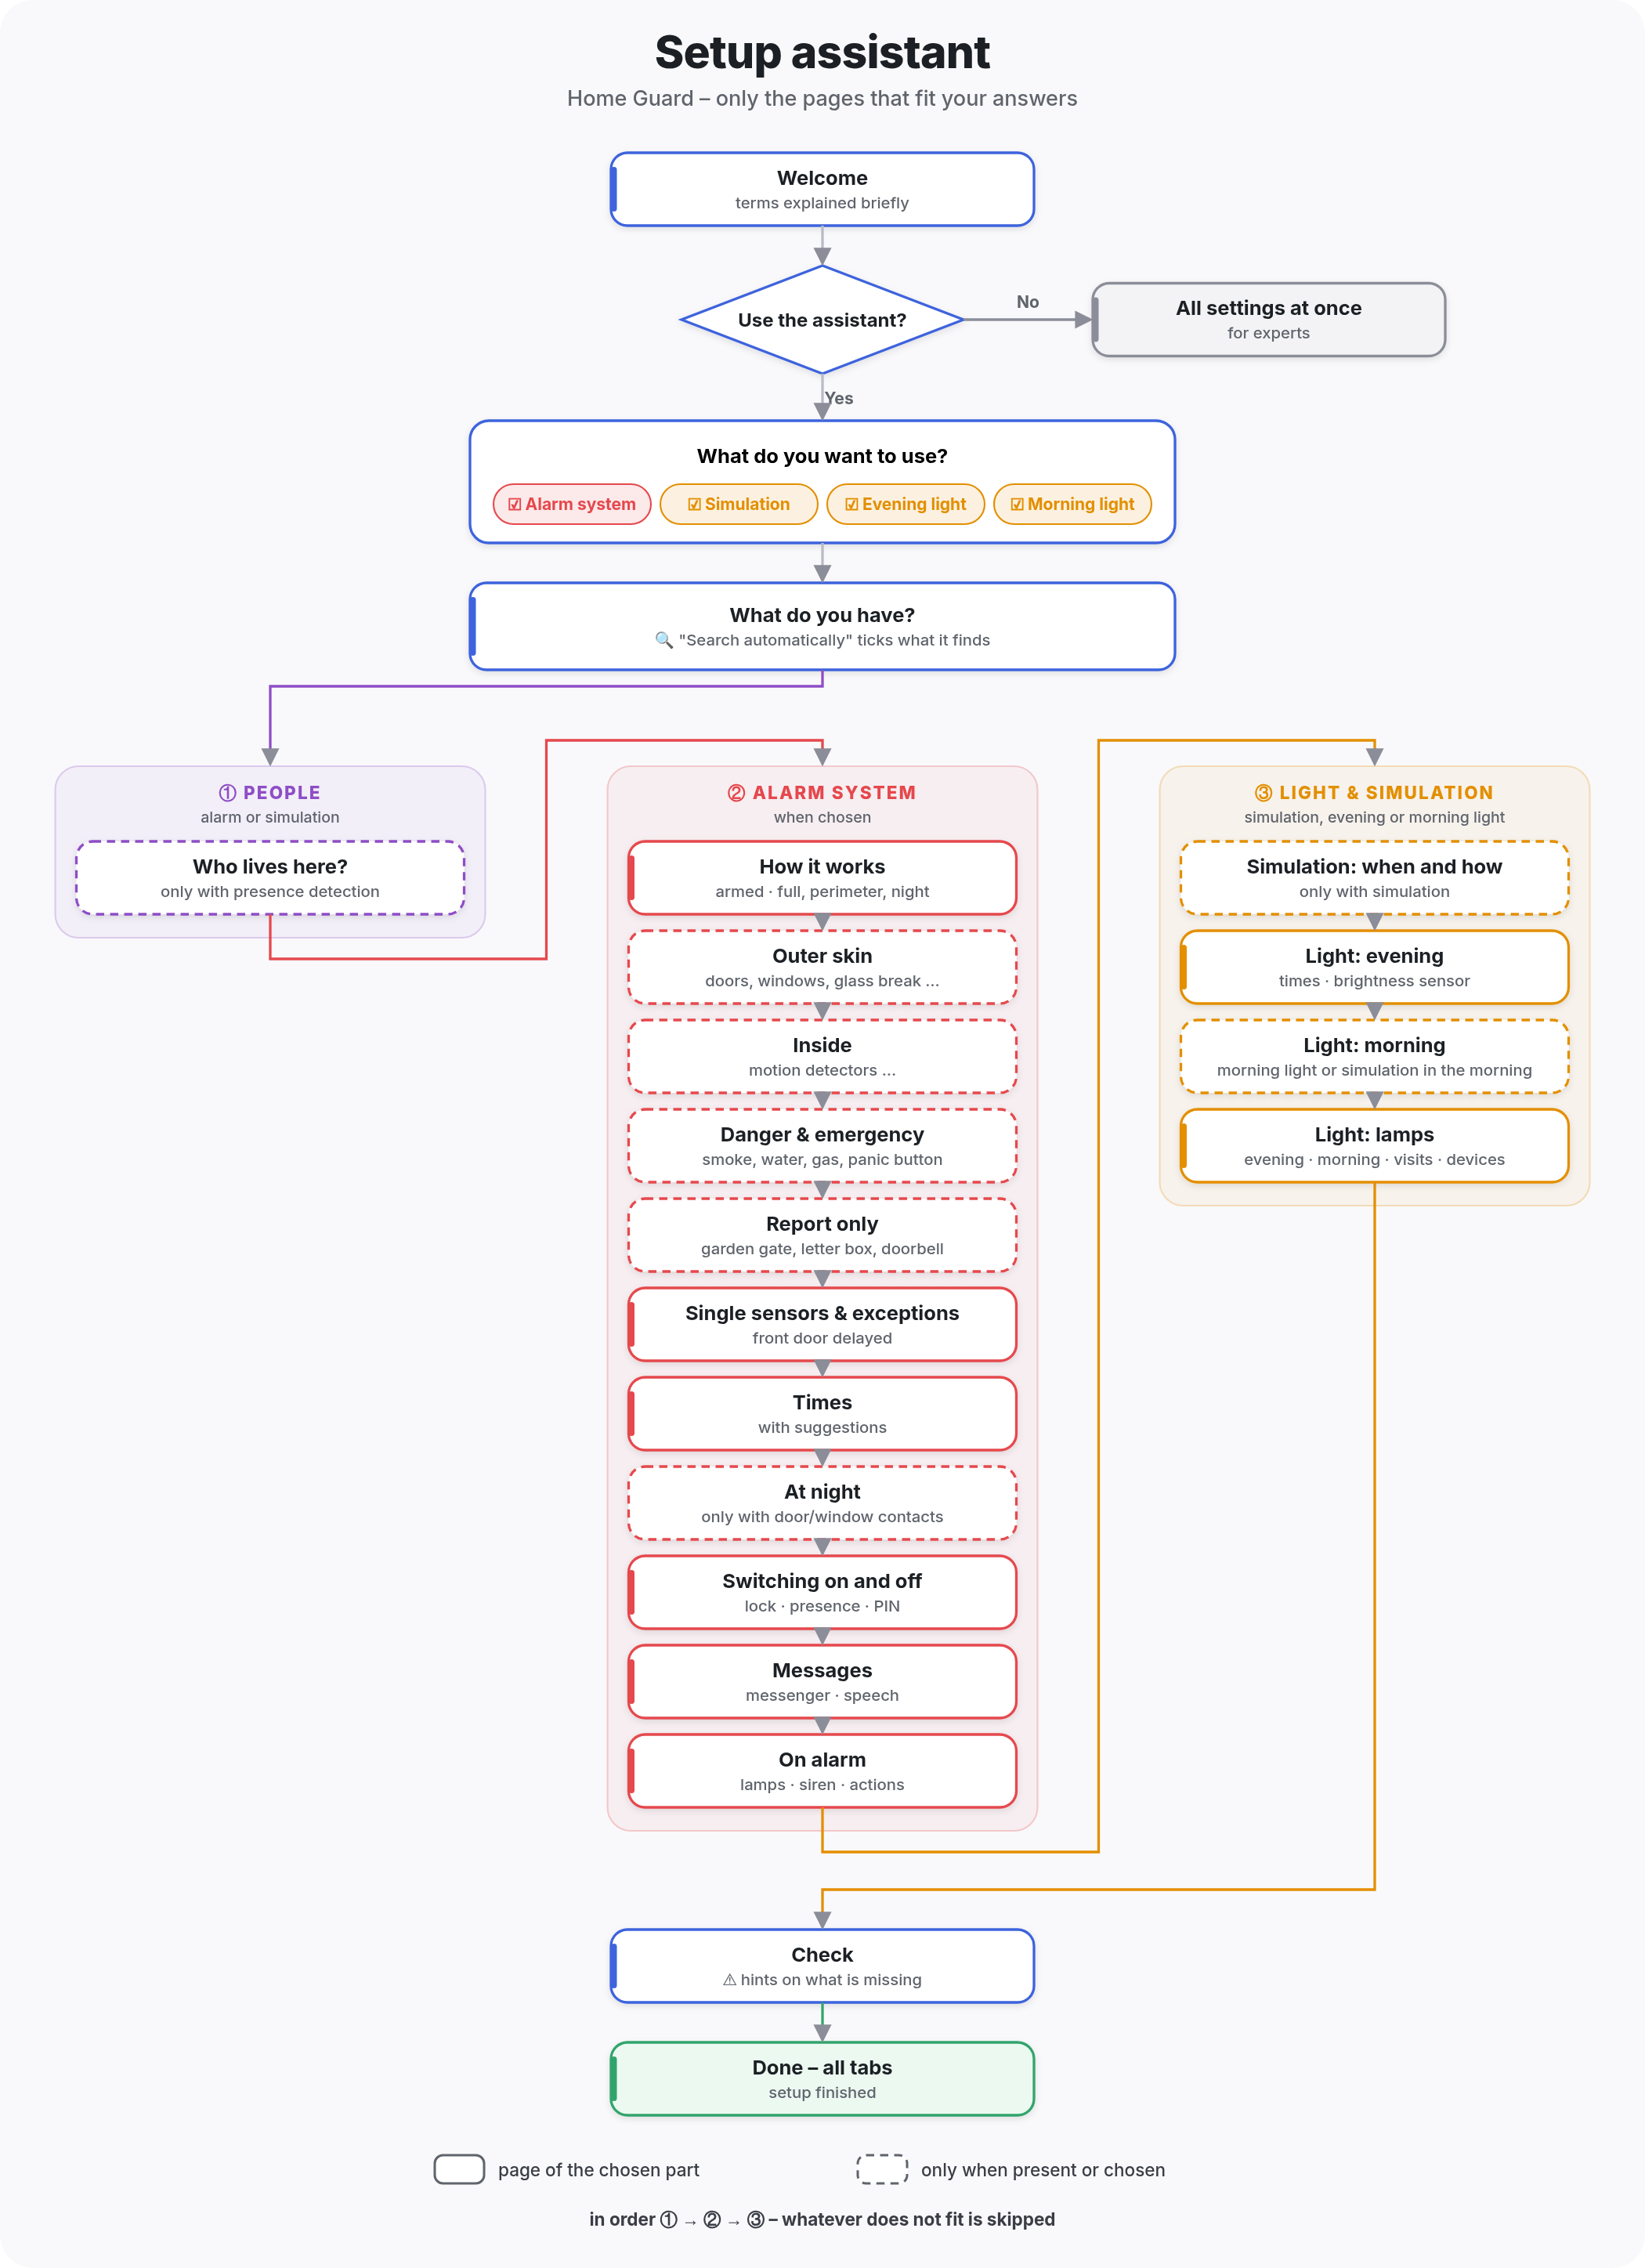 Setup assistant
Home Guard – only the pages that fit your answers
Welcome
terms explained briefly
Use the assistant?
No
All settings at once
for experts
Yes
What do you want to use?
☑ Alarm system
☑ Simulation
☑ Evening light
☑ Morning light
What do you have?
🔍 "Search automatically" ticks what it finds
① PEOPLE
alarm or simulation
Who lives here?
only with presence detection
② ALARM SYSTEM
when chosen
How it works
armed · full, perimeter, night
Outer skin
doors, windows, glass break …
Inside
motion detectors …
Danger & emergency
smoke, water, gas, panic button
Report only
garden gate, letter box, doorbell
Single sensors & exceptions
front door delayed
Times
with suggestions
At night
only with door/window contacts
Switching on and off
lock · presence · PIN
Messages
messenger · speech
On alarm
lamps · siren · actions
③ LIGHT & SIMULATION
simulation, evening or morning light
Simulation: when and how
only with simulation
Light: evening
times · brightness sensor
Light: morning
morning light or simulation in the morning
Light: lamps
evening · morning · visits · devices
Check
⚠ hints on what is missing
Done – all tabs
setup finished
page of the chosen part
only when present or chosen
in order ① → ② → ③ – whatever does not fit is skipped